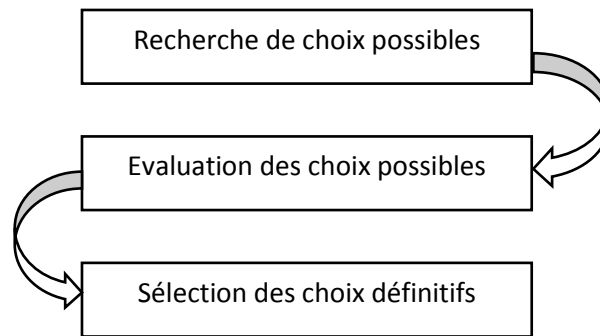 Recherche de choix possibles
Evaluation des choix possibles
Sélection des choix définitifs